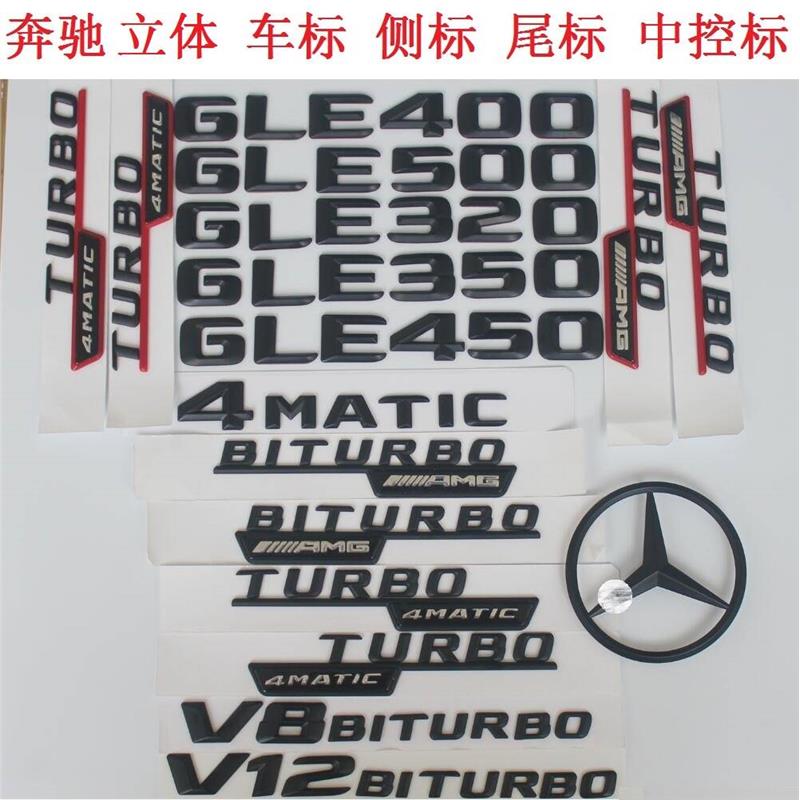 奔驰 立体 车标 侧标 尾标 中控标
TURBO
4MATIC
TURBO
4MATIC
GLE400
GLE500
GLE320
GLE350
GLE450
TURBO
AMG
TURBO
AMG
4MATIC
BITURBO
AMG
BITURBO
AMG
TURBO
4MATIC
TURBO
4MATIC
V8BITURBO
V12BITURBO